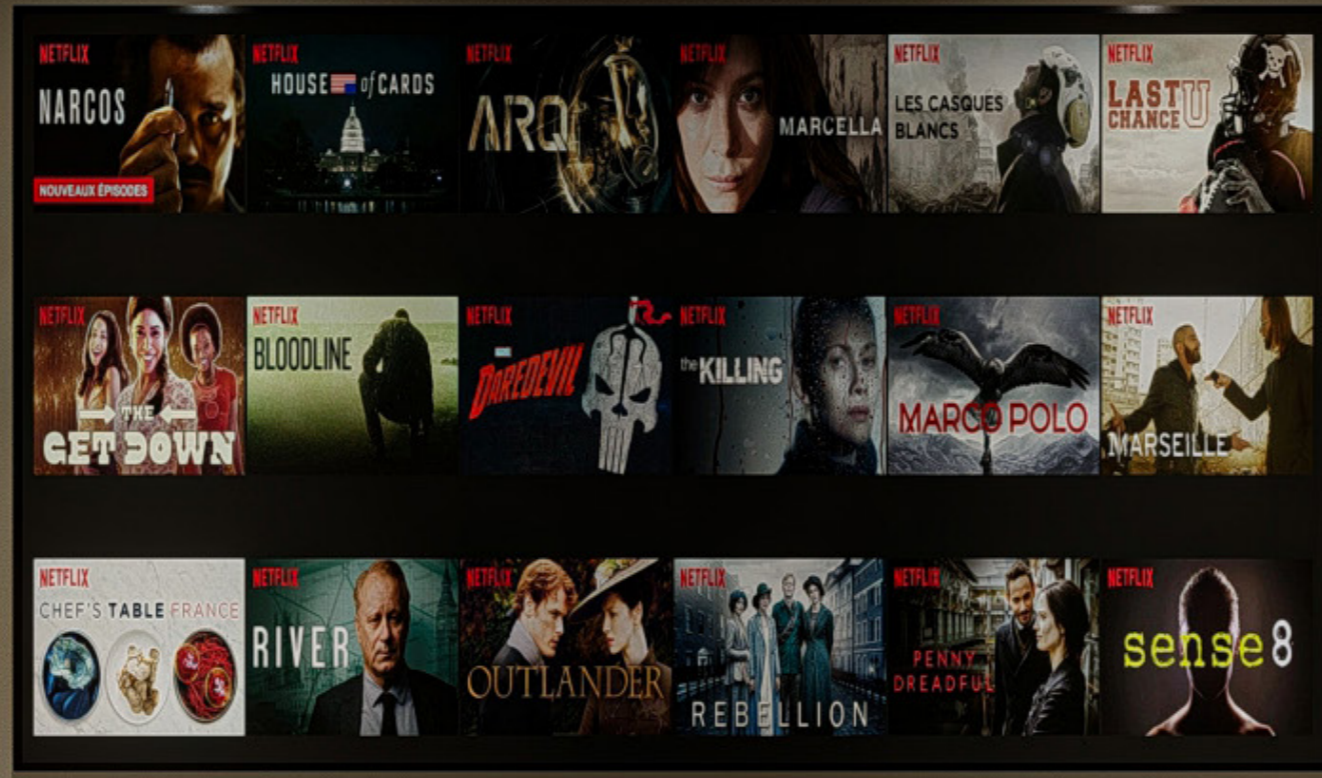 NETFLIX
NARCOS
NOUVEAUX ÉPISODES
NETFLIX
HOUSE of CARDS
NETFLIX
ARQ
NETFLIX
MARCELLA
NETFLIX
LES CASQUES
BLANCS
NETFLIX
LAST
CHANCE U
NETFLIX
THE
GET DOWN
NETFLIX
BLOODLINE
NETFLIX
DAREDEVIL
NETFLIX
the KILLING
NETFLIX
MARCO POLO
NETFLIX
MARSEILLE
NETFLIX
CHEF'S TABLE FRANCE
NETFLIX
RIVER
NETFLIX
OUTLANDER
NETFLIX
REBELLION
NETFLIX
PENNY
DREADFUL
NETFLIX
sense8